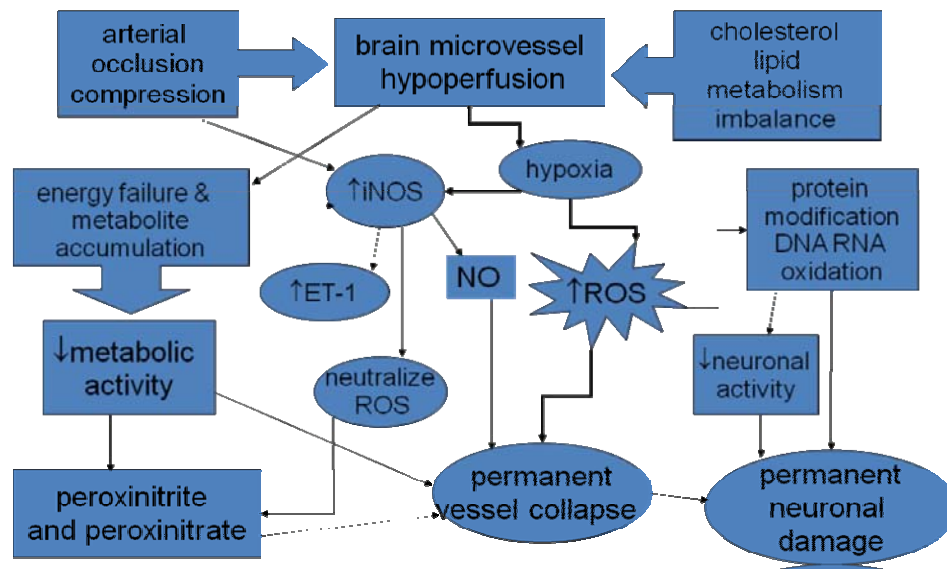 arterial
occlusion
compression
brain microvessel
hypoperfusion
cholesterol
lipid
metabolism
imbalance
energy failure &
metabolite
accumulation
↑iNOS
hypoxia
protein
modification
DNA RNA
oxidation
↑ET-1
NO
↑ROS
↓metabolic
activity
neutralize
ROS
↓neuronal
activity
peroxinitrite
and peroxinitrate
permanent
vessel collapse
permanent
neuronal
damage